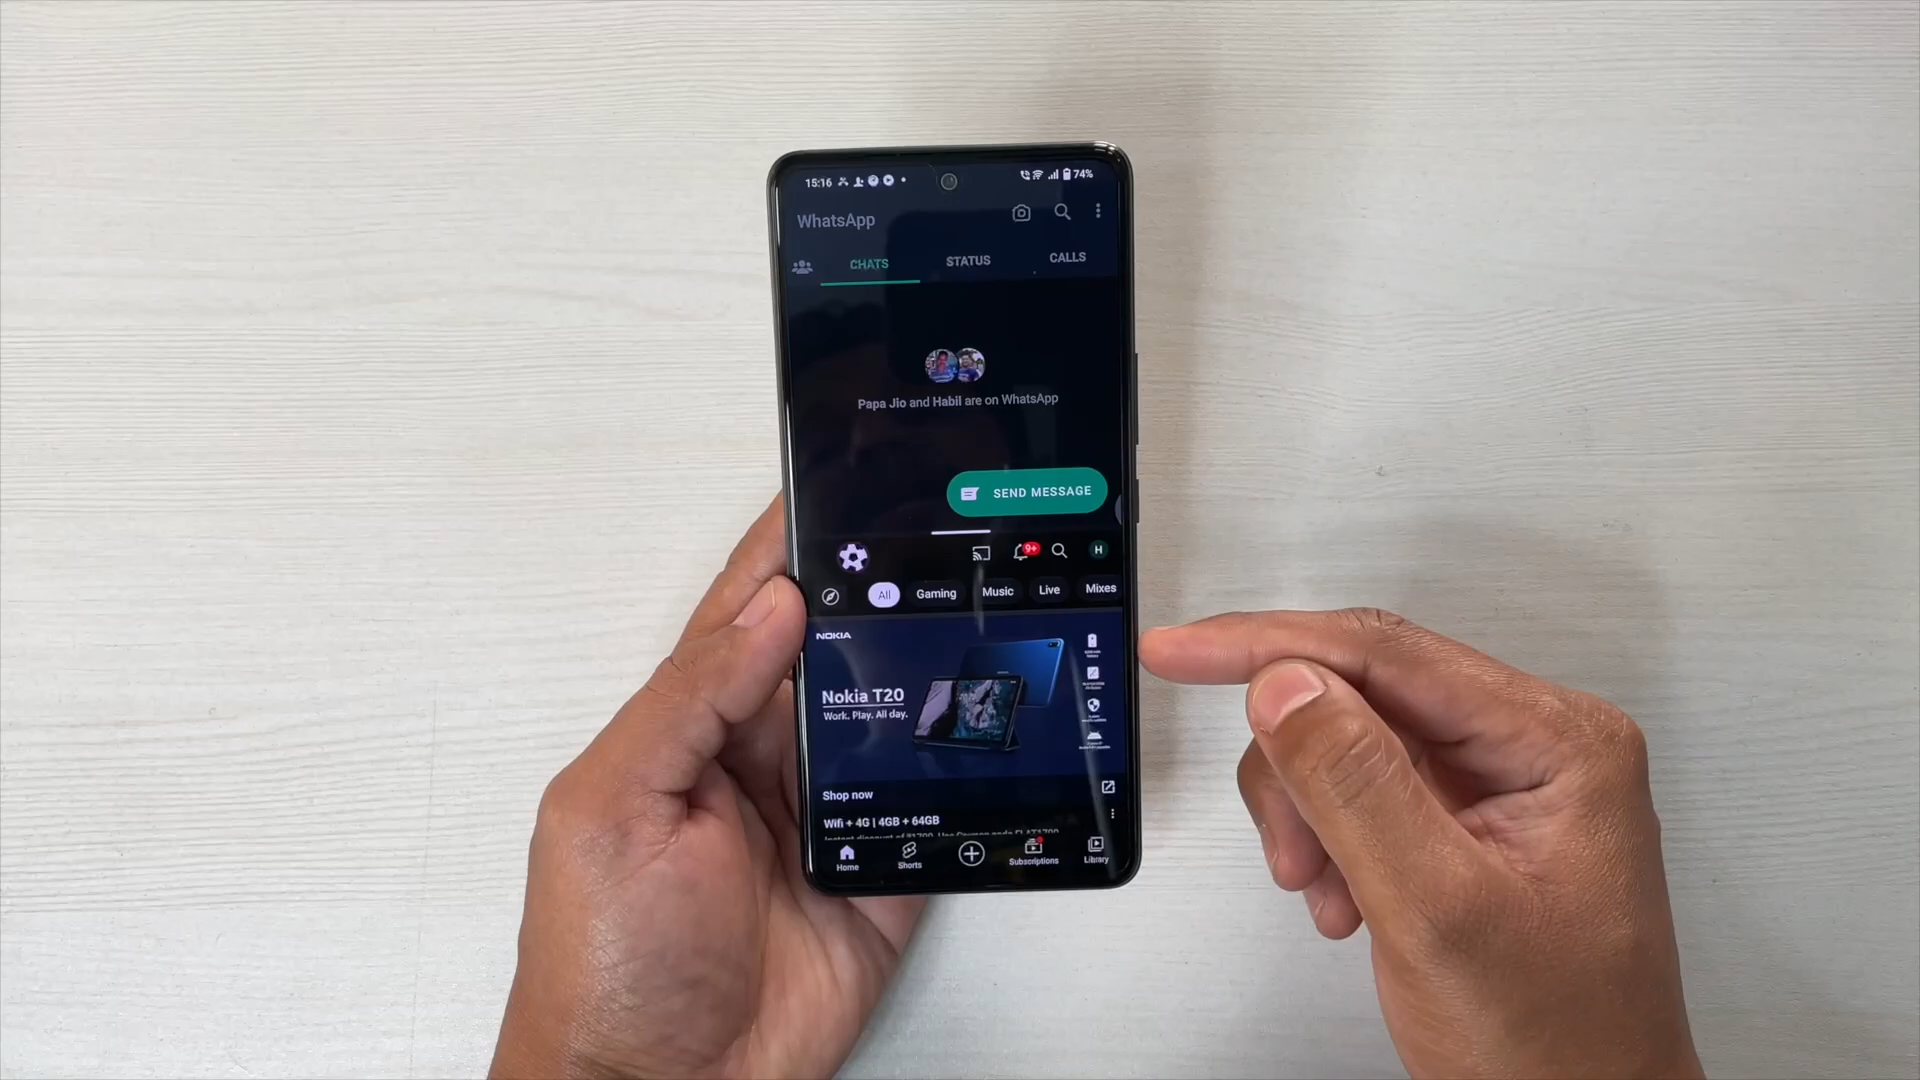 15:16
74%
WhatsApp
CHATS
STATUS
CALLS
Papa Jio and Habil are on WhatsApp
SEND MESSAGE
9+
H
All
Gaming
Music
Live
Mixes
NOKIA
Nokia T20
Work. Play. All day.
Shop now
Wifi + 4G | 4GB + 64GB
Home
Shorts
Subscriptions
Library